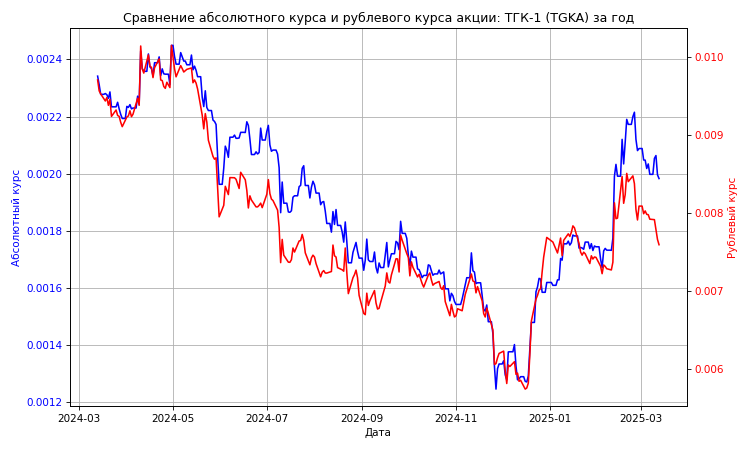 Сравнение абсолютного курса и рублевого курса акции: ТГК-1 (TGKA) за год
0.0024
0.0022
0.0020
0.0018
0.0016
0.0014
0.0012
Абсолютный курс
0.010
0.009
0.008
0.007
0.006
Рублевый курс
2024-03 2024-05 2024-07 2024-09 2024-11 2025-01 2025-03
Дата